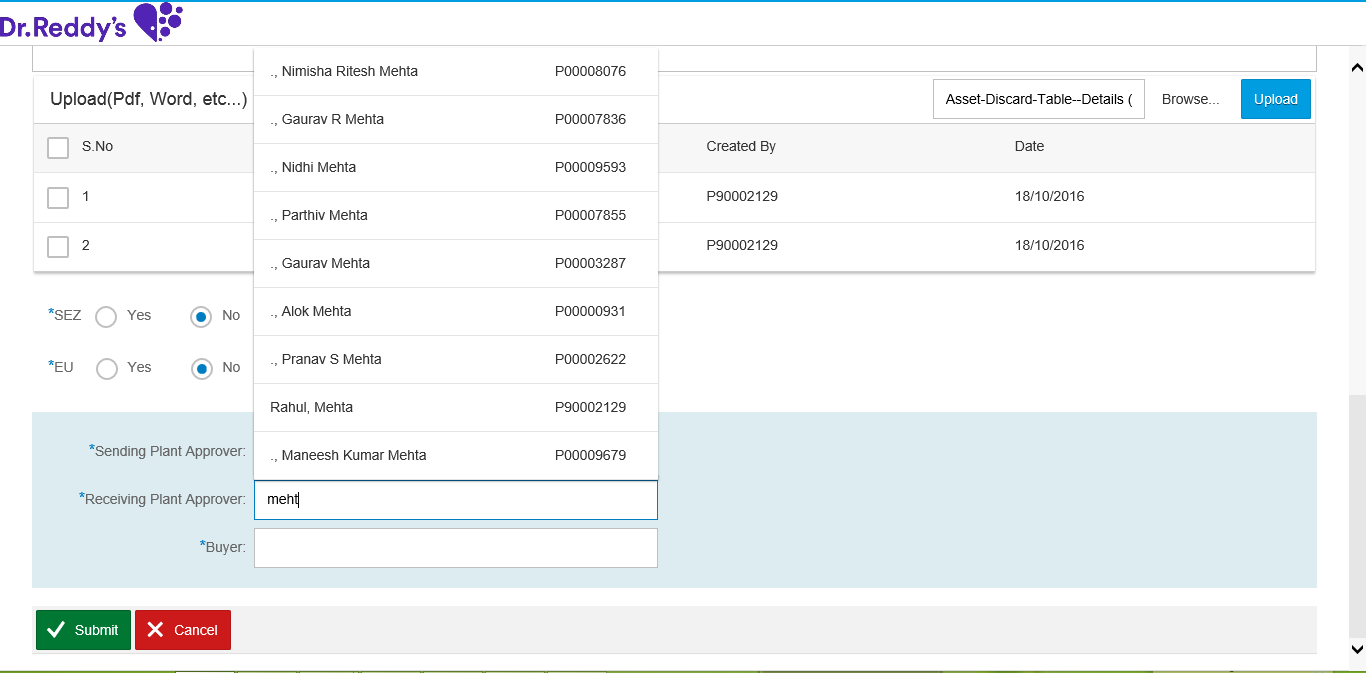 Dr.Reddy's
., Nimisha Ritesh Mehta P00008076
Upload(Pdf, Word, etc...) Asset-Discard-Table--Details ( Browse... Upload
., Gaurav R Mehta P00007836
S.No Created By Date
., Nidhi Mehta P00009593
1 P90002129 18/10/2016
., Parthiv Mehta P00007855
2 P90002129 18/10/2016
., Gaurav Mehta P00003287
*SEZ Yes No
., Alok Mehta P00000931
*EU Yes No
., Pranav S Mehta P00002622
Rahul, Mehta P90002129
*Sending Plant Approver:
., Maneesh Kumar Mehta P00009679
*Receiving Plant Approver: meht
*Buyer:
Submit Cancel